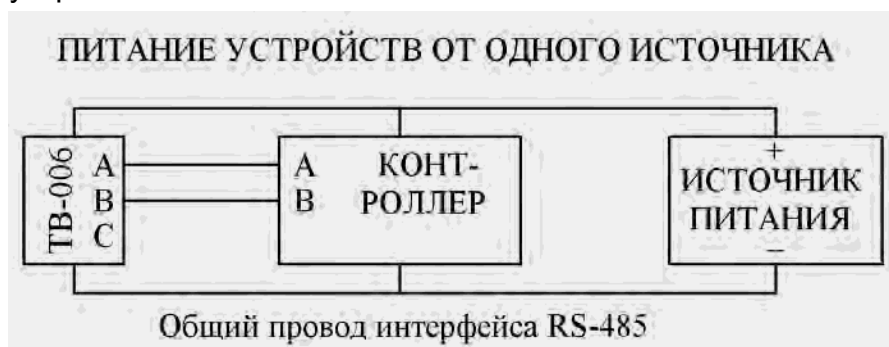 ПИТАНИЕ УСТРОЙСТВ ОТ ОДНОГО ИСТОЧНИКА
ТВ-006
А
В
С
А
В
КОНТ-
РОЛЛЕР
+
ИСТОЧНИК
ПИТАНИЯ
–
Общий провод интерфейса RS-485